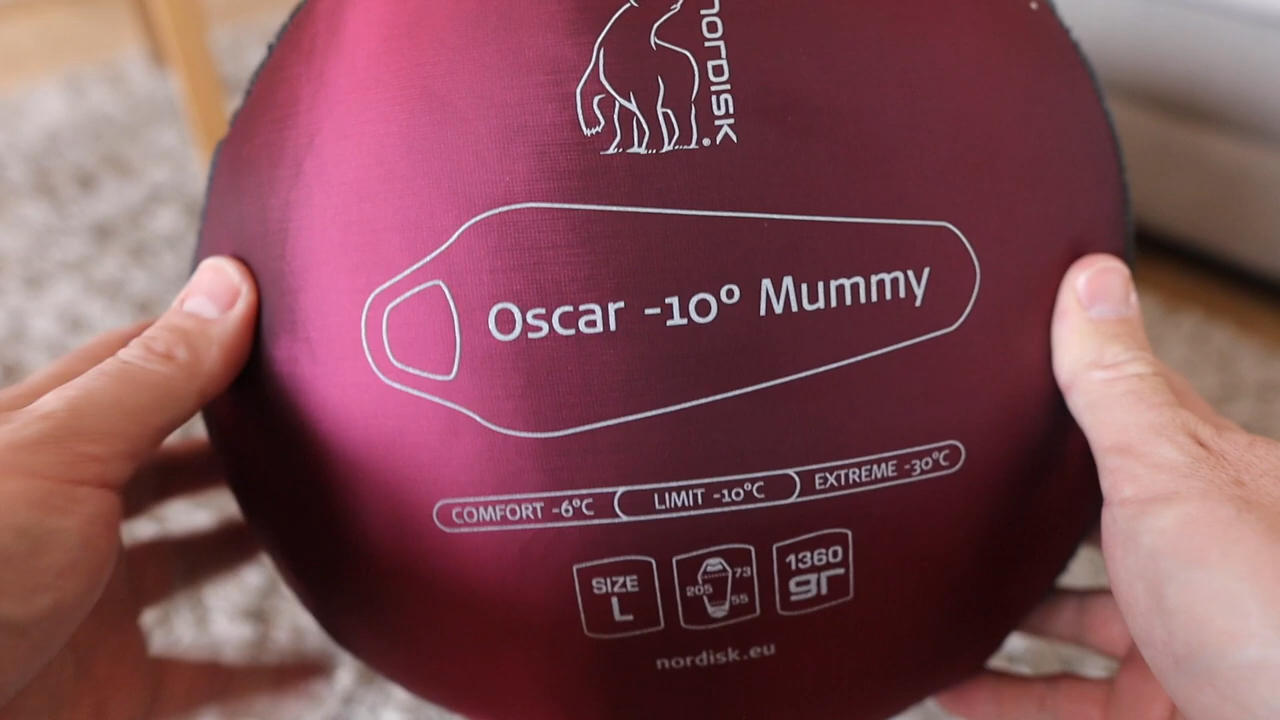 nordisk®
Oscar -10° Mummy
COMFORT -6°C LIMIT -10°C EXTREME -30°C
SIZE
L
73
205
55
1360
gr
nordisk.eu